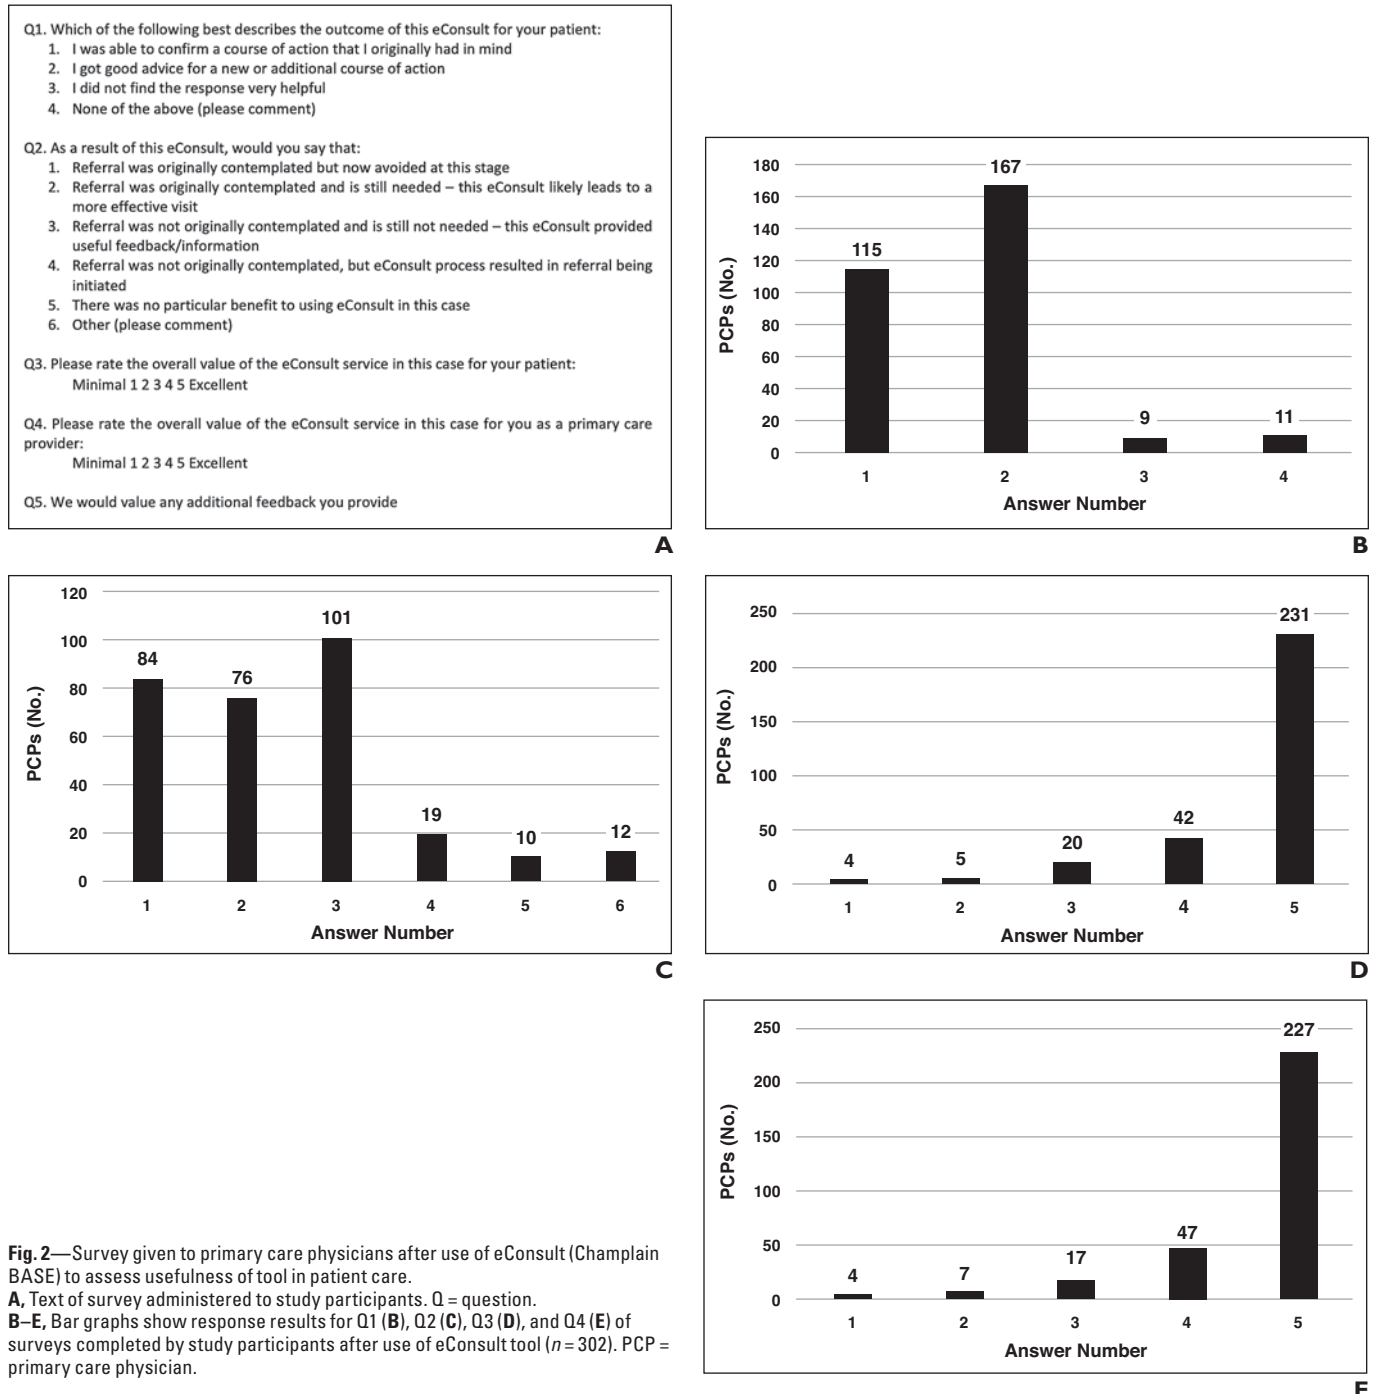 Q1. Which of the following best describes the outcome of this eConsult for your patient:
1. I was able to confirm a course of action that I originally had in mind
2. I got good advice for a new or additional course of action
3. I did not find the response very helpful
4. None of the above (please comment)
Q2. As a result of this eConsult, would you say that:
1. Referral was originally contemplated but now avoided at this stage
2. Referral was originally contemplated and is still needed – this eConsult likely leads to a
more effective visit
3. Referral was not originally contemplated and is still not needed – this eConsult provided
useful feedback/information
4. Referral was not originally contemplated, but eConsult process resulted in referral being
initiated
5. There was no particular benefit to using eConsult in this case
6. Other (please comment)
Q3. Please rate the overall value of the eConsult service in this case for your patient:
Minimal 1 2 3 4 5 Excellent
Q4. Please rate the overall value of the eConsult service in this case for you as a primary care
provider:
Minimal 1 2 3 4 5 Excellent
Q5. We would value any additional feedback you provide
A
PCPs (No.)
180
160
140
120
100
80
60
40
20
0
115
167
9
11
1 2 3 4
Answer Number
B
PCPs (No.)
120
100
80
60
40
20
0
84
76
101
19
10
12
1 2 3 4 5 6
Answer Number
C
PCPs (No.)
250
200
150
100
50
0
4
5
20
42
231
1 2 3 4 5
Answer Number
D
PCPs (No.)
250
200
150
100
50
0
4
7
17
47
227
1 2 3 4 5
Answer Number
E
Fig. 2—Survey given to primary care physicians after use of eConsult (Champlain
BASE) to assess usefulness of tool in patient care.
A, Text of survey administered to study participants. Q = question.
B–E, Bar graphs show response results for Q1 (B), Q2 (C), Q3 (D), and Q4 (E) of
surveys completed by study participants after use of eConsult tool (n = 302). PCP =
primary care physician.